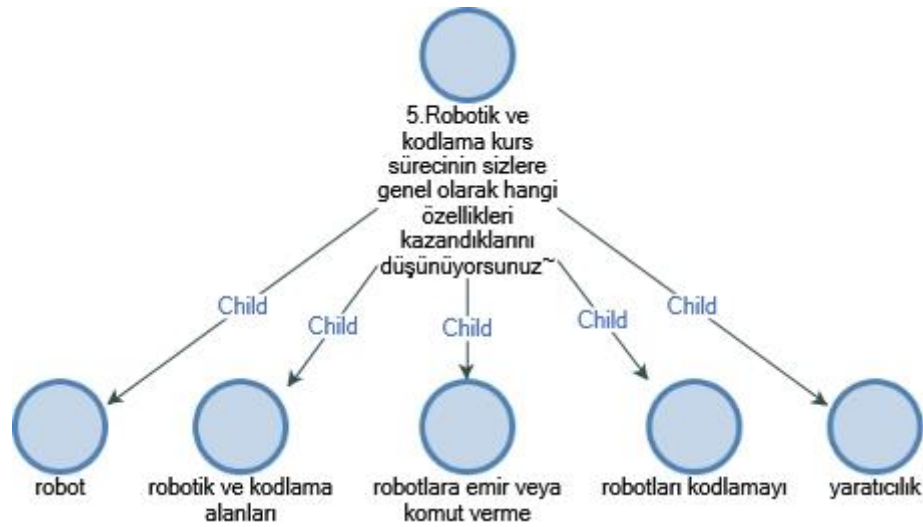 5.Robotik ve
kodlama kurs
sürecinin sizlere
genel olarak hangi
özellikleri
kazandıklarını
düşünüyorsunuz~
Child
Child
Child
Child
Child
robot
robotik ve kodlama
alanları
robotlara emir veya
komut verme
robotları kodlamayı
yaratıcılık